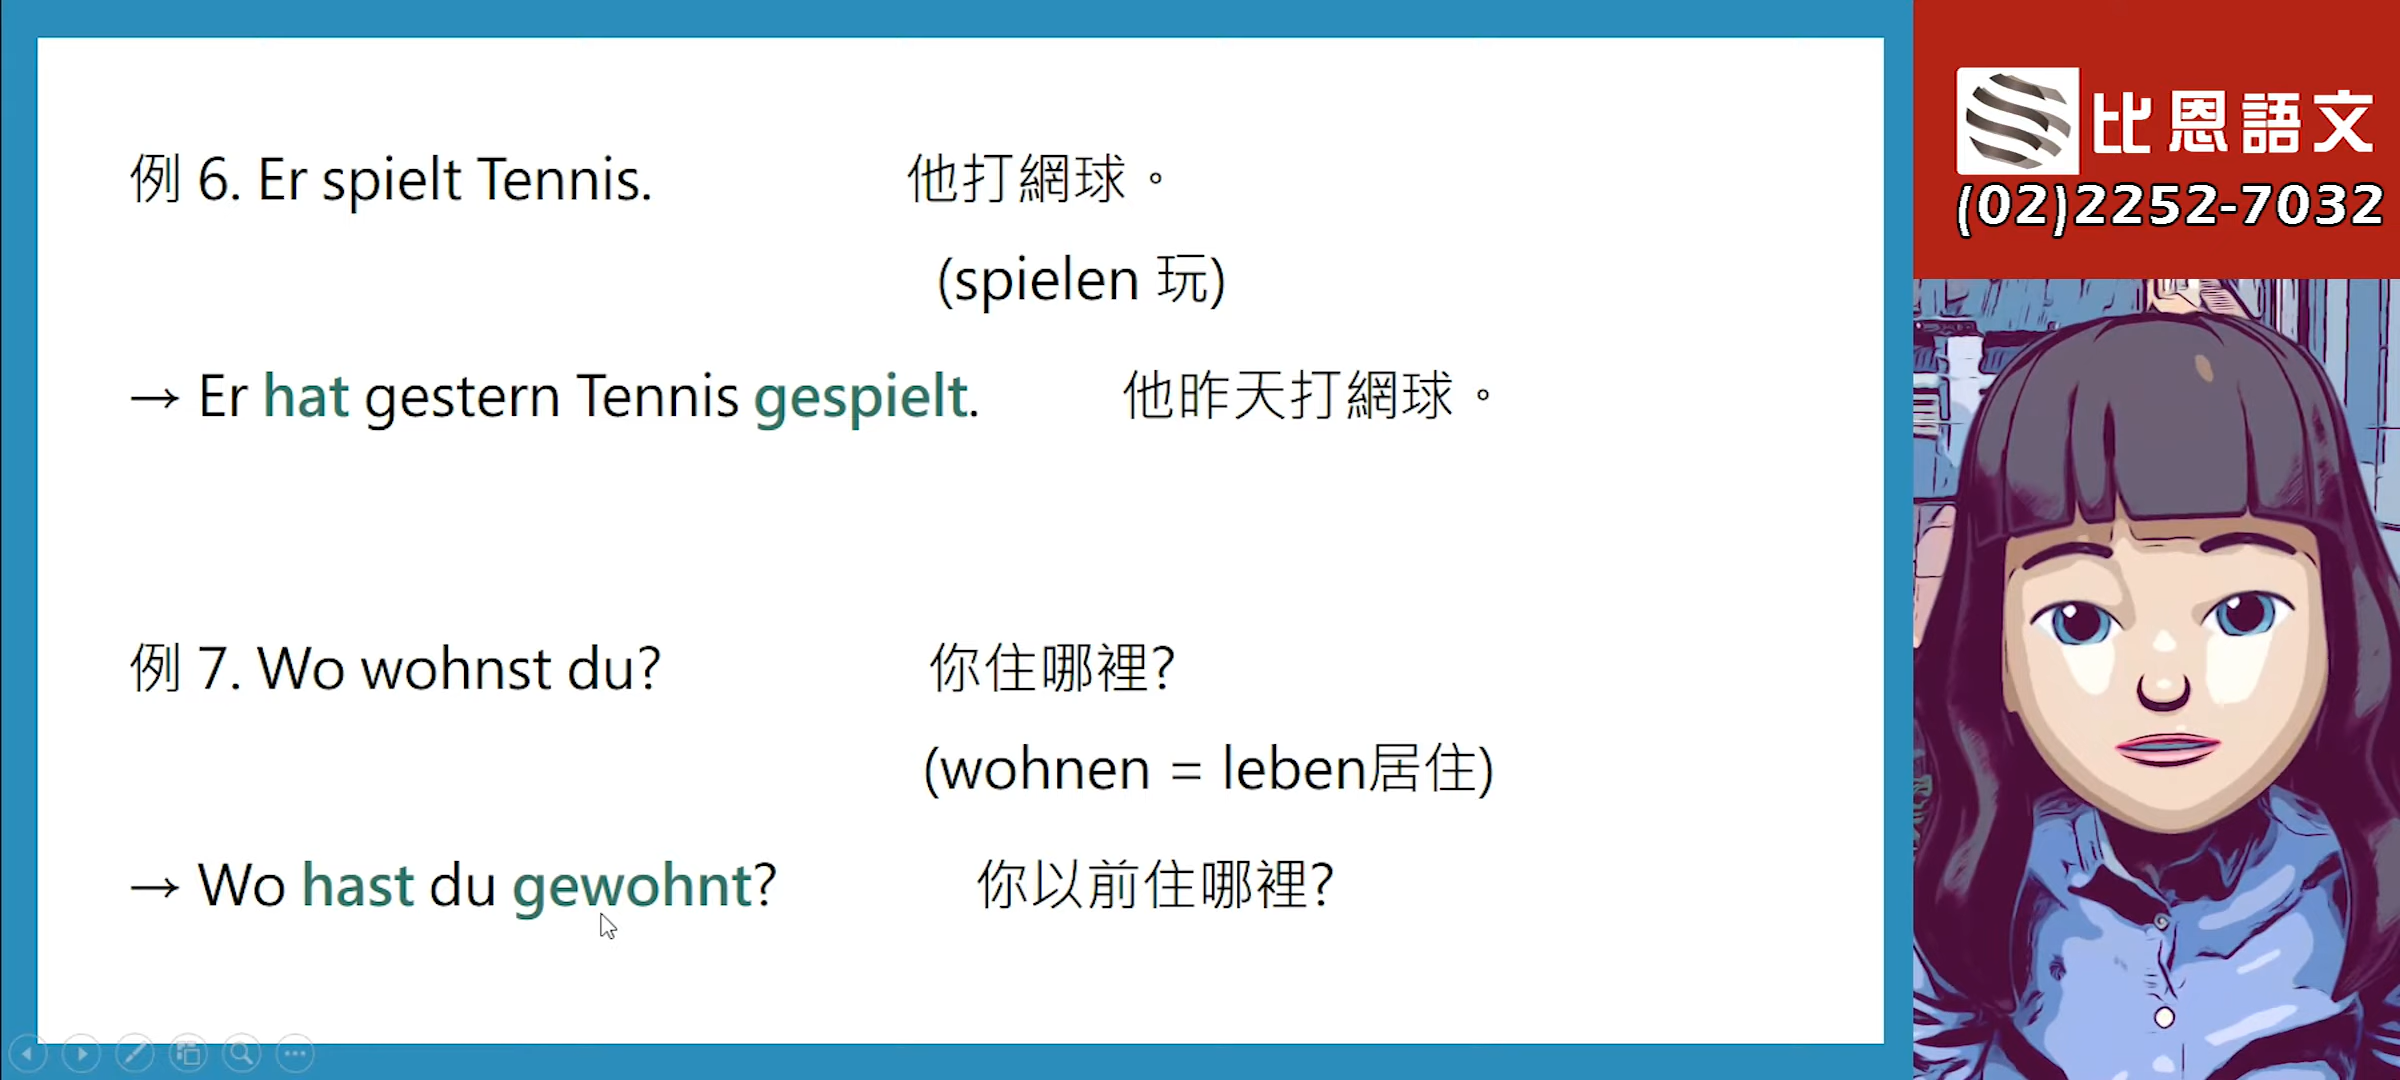 例 6. Er spielt Tennis. 他打網球。
(spielen 玩)
→ Er hat gestern Tennis gespielt. 他昨天打網球。
例 7. Wo wohnst du? 你住哪裡?
(wohnen = leben居住)
→ Wo hast du gewohnt? 你以前住哪裡?
比恩語文
(02)2252-7032